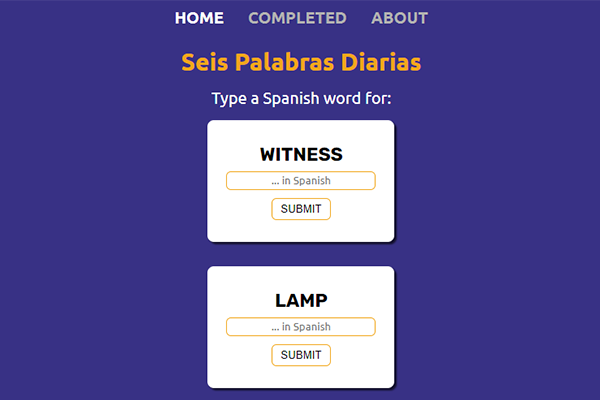 HOME COMPLETED ABOUT
Seis Palabras Diarias
Type a Spanish word for:
WITNESS
... in Spanish
SUBMIT
LAMP
... in Spanish
SUBMIT